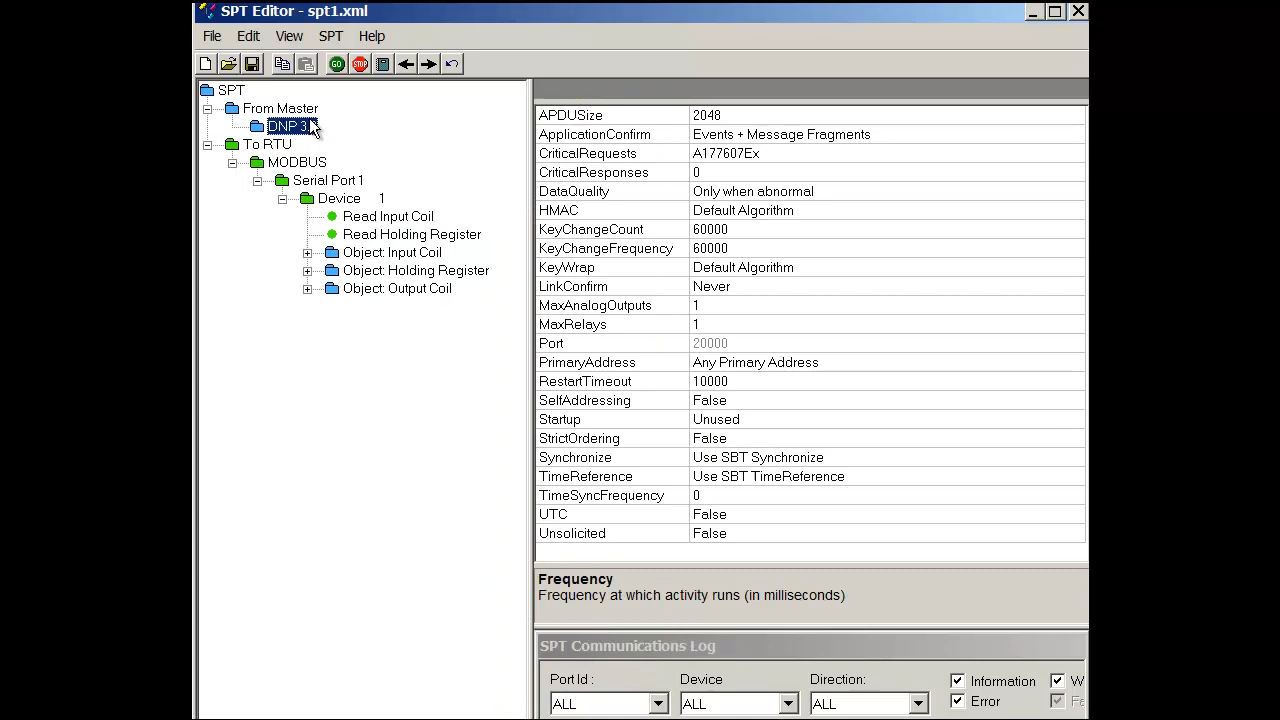 SPT Editor - spt1.xml
File Edit View SPT Help
GO STOP
SPT
From Master
DNP 3
To RTU
MODBUS
Serial Port 1
Device 1
Read Input Coil
Read Holding Register
Object: Input Coil
Object: Holding Register
Object: Output Coil
APDUSize 2048
ApplicationConfirm Events + Message Fragments
CriticalRequests A177607Ex
CriticalResponses 0
DataQuality Only when abnormal
HMAC Default Algorithm
KeyChangeCount 60000
KeyChangeFrequency 60000
KeyWrap Default Algorithm
LinkConfirm Never
MaxAnalogOutputs 1
MaxRelays 1
Port 20000
PrimaryAddress Any Primary Address
RestartTimeout 10000
SelfAddressing False
Startup Unused
StrictOrdering False
Synchronize Use SBT Synchronize
TimeReference Use SBT TimeReference
TimeSyncFrequency 0
UTC False
Unsolicited False
Frequency
Frequency at which activity runs (in milliseconds)
SPT Communications Log
Port Id : Device Direction: Information W
ALL ALL ALL Error